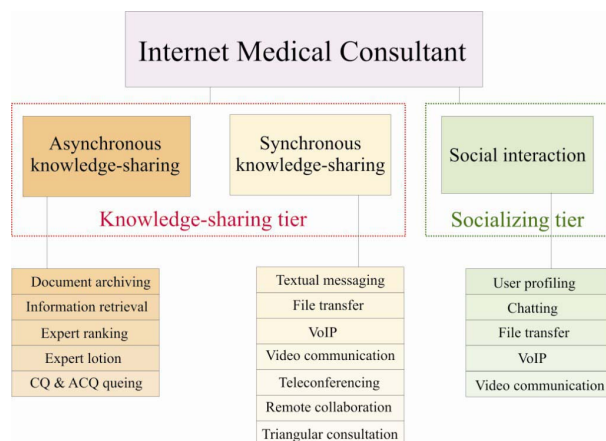 Internet Medical Consultant
Asynchronous
knowledge-sharing
Synchronous
knowledge-sharing
Knowledge-sharing tier
Social interaction
Socializing tier
Document archiving
Information retrieval
Expert ranking
Expert lotion
CQ & ACQ queing
Textual messaging
File transfer
VoIP
Video communication
Teleconferencing
Remote collaboration
Triangular consultation
User profiling
Chatting
File transfer
VoIP
Video communication